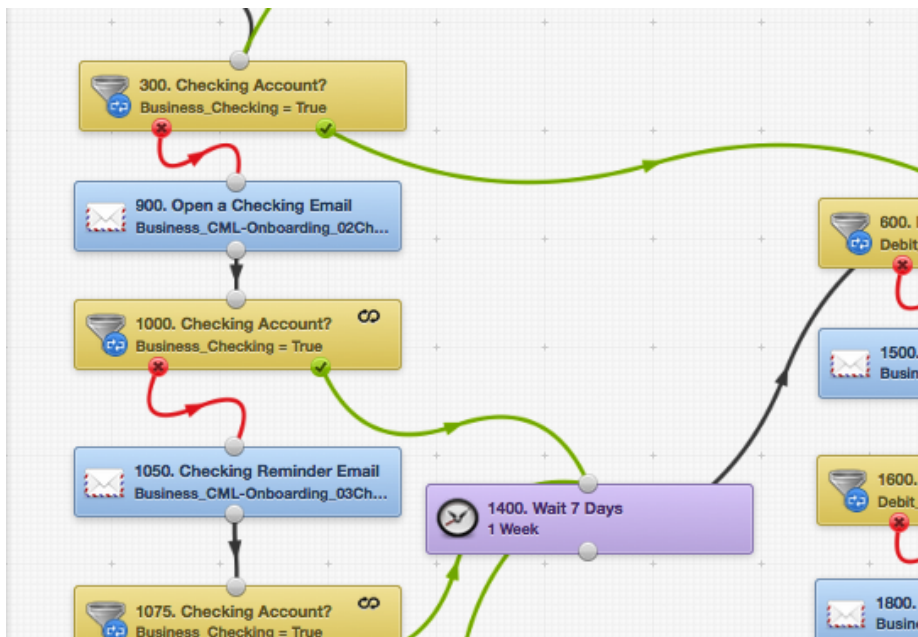 300. Checking Account?
Business_Checking = True
900. Open a Checking Email
Business_CML-Onboarding_02Ch...
600.
Debit
1000. Checking Account?
Business_Checking = True
1500.
Busin
1050. Checking Reminder Email
Business_CML-Onboarding_03Ch...
1400. Wait 7 Days
1 Week
1600.
Debit_
1075. Checking Account?
Business_Checking = True
1800.
Busine